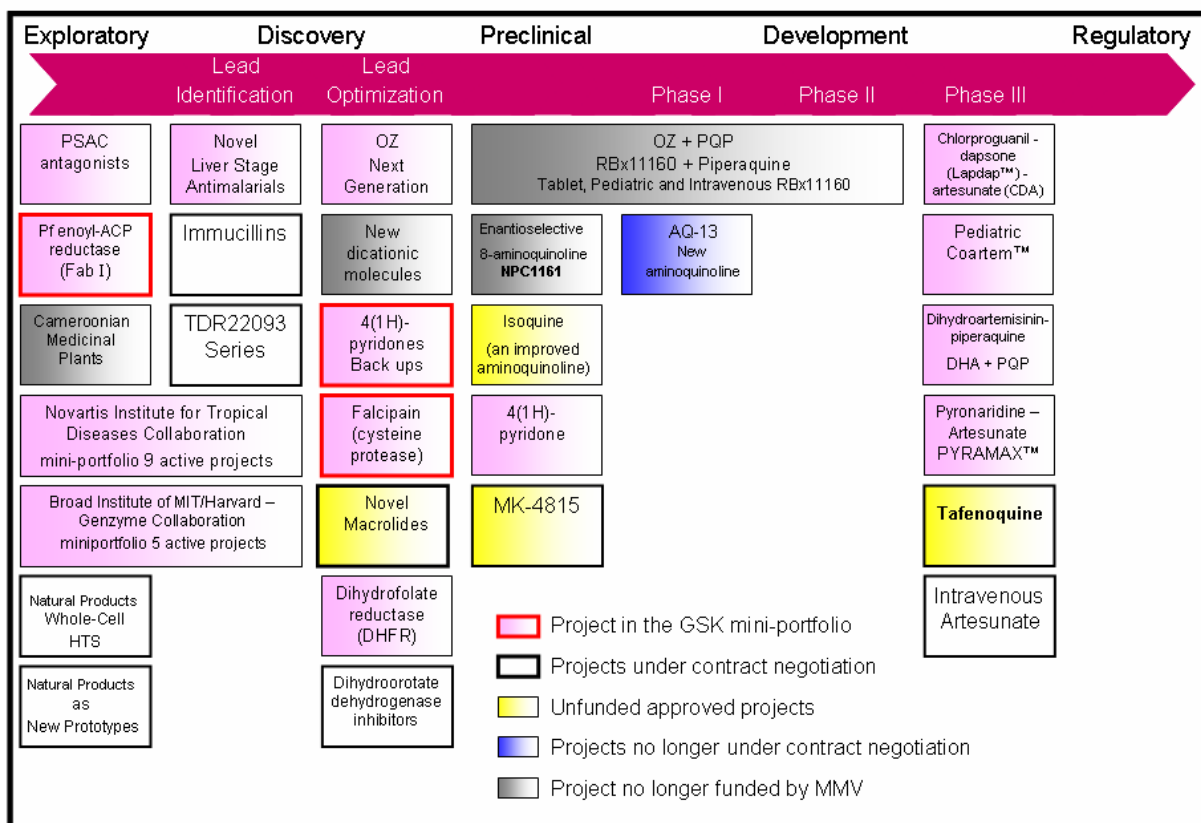 Exploratory
Discovery
Preclinical
Development
Regulatory
Lead
Identification
Lead
Optimization
Phase I
Phase II
Phase III
PSAC
antagonists
Novel
Liver Stage
Antimalarials
OZ
Next
Generation
OZ + PQP
RBx11160 + Piperaquine
Tablet, Pediatric and Intravenous RBx11160
Chlorproguanil -
dapsone
(Lapdap™) -
artesunate (CDA)
Pf enoyl-ACP
reductase
(Fab I)
Immucillins
New
dicationic
molecules
Enantioselective
8-aminoquinoline
NPC1161
AQ-13
New
aminoquinoline
Pediatric
Coartem™
Cameroonian
Medicinal
Plants
TDR22093
Series
4(1H)-
pyridones
Back ups
Isoquine
(an improved
aminoquinoline)
Dihydroartemisinin-
piperaquine
DHA + PQP
Novartis Institute for Tropical
Diseases Collaboration
mini-portfolio 9 active projects
Falcipain
(cysteine
protease)
4(1H)-
pyridone
Pyronaridine –
Artesunate
PYRAMAX™
Broad Institute of MIT/Harvard –
Genzyme Collaboration
miniportfolio 5 active projects
Novel
Macrolides
MK-4815
Tafenoquine
Natural Products
Whole-Cell
HTS
Dihydrofolate
reductase
(DHFR)
Intravenous
Artesunate
Natural Products
as
New Prototypes
Dihydroorotate
dehydrogenase
inhibitors
Project in the GSK mini-portfolio
Projects under contract negotiation
Unfunded approved projects
Projects no longer under contract negotiation
Project no longer funded by MMV